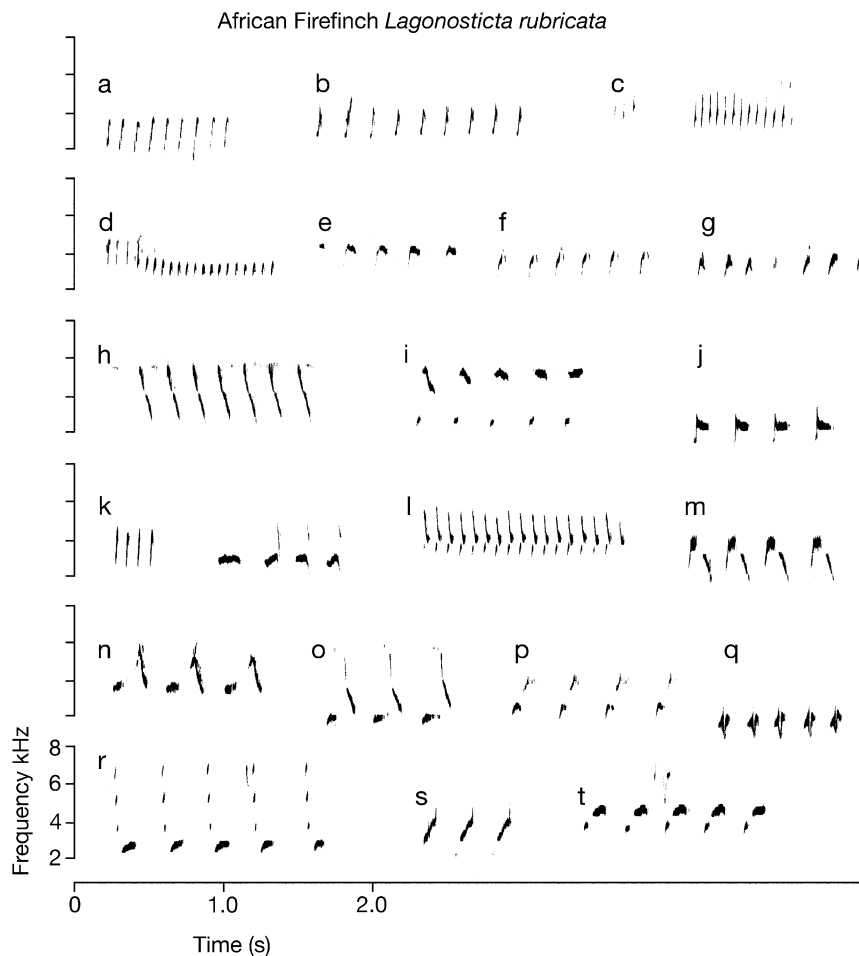 African Firefinch Lagonosticta rubricata
a b c
d e f g
h i j
k l m
n o p q
r s t
Frequency kHz
8
6
4
2
0 1.0 2.0
Time (s)